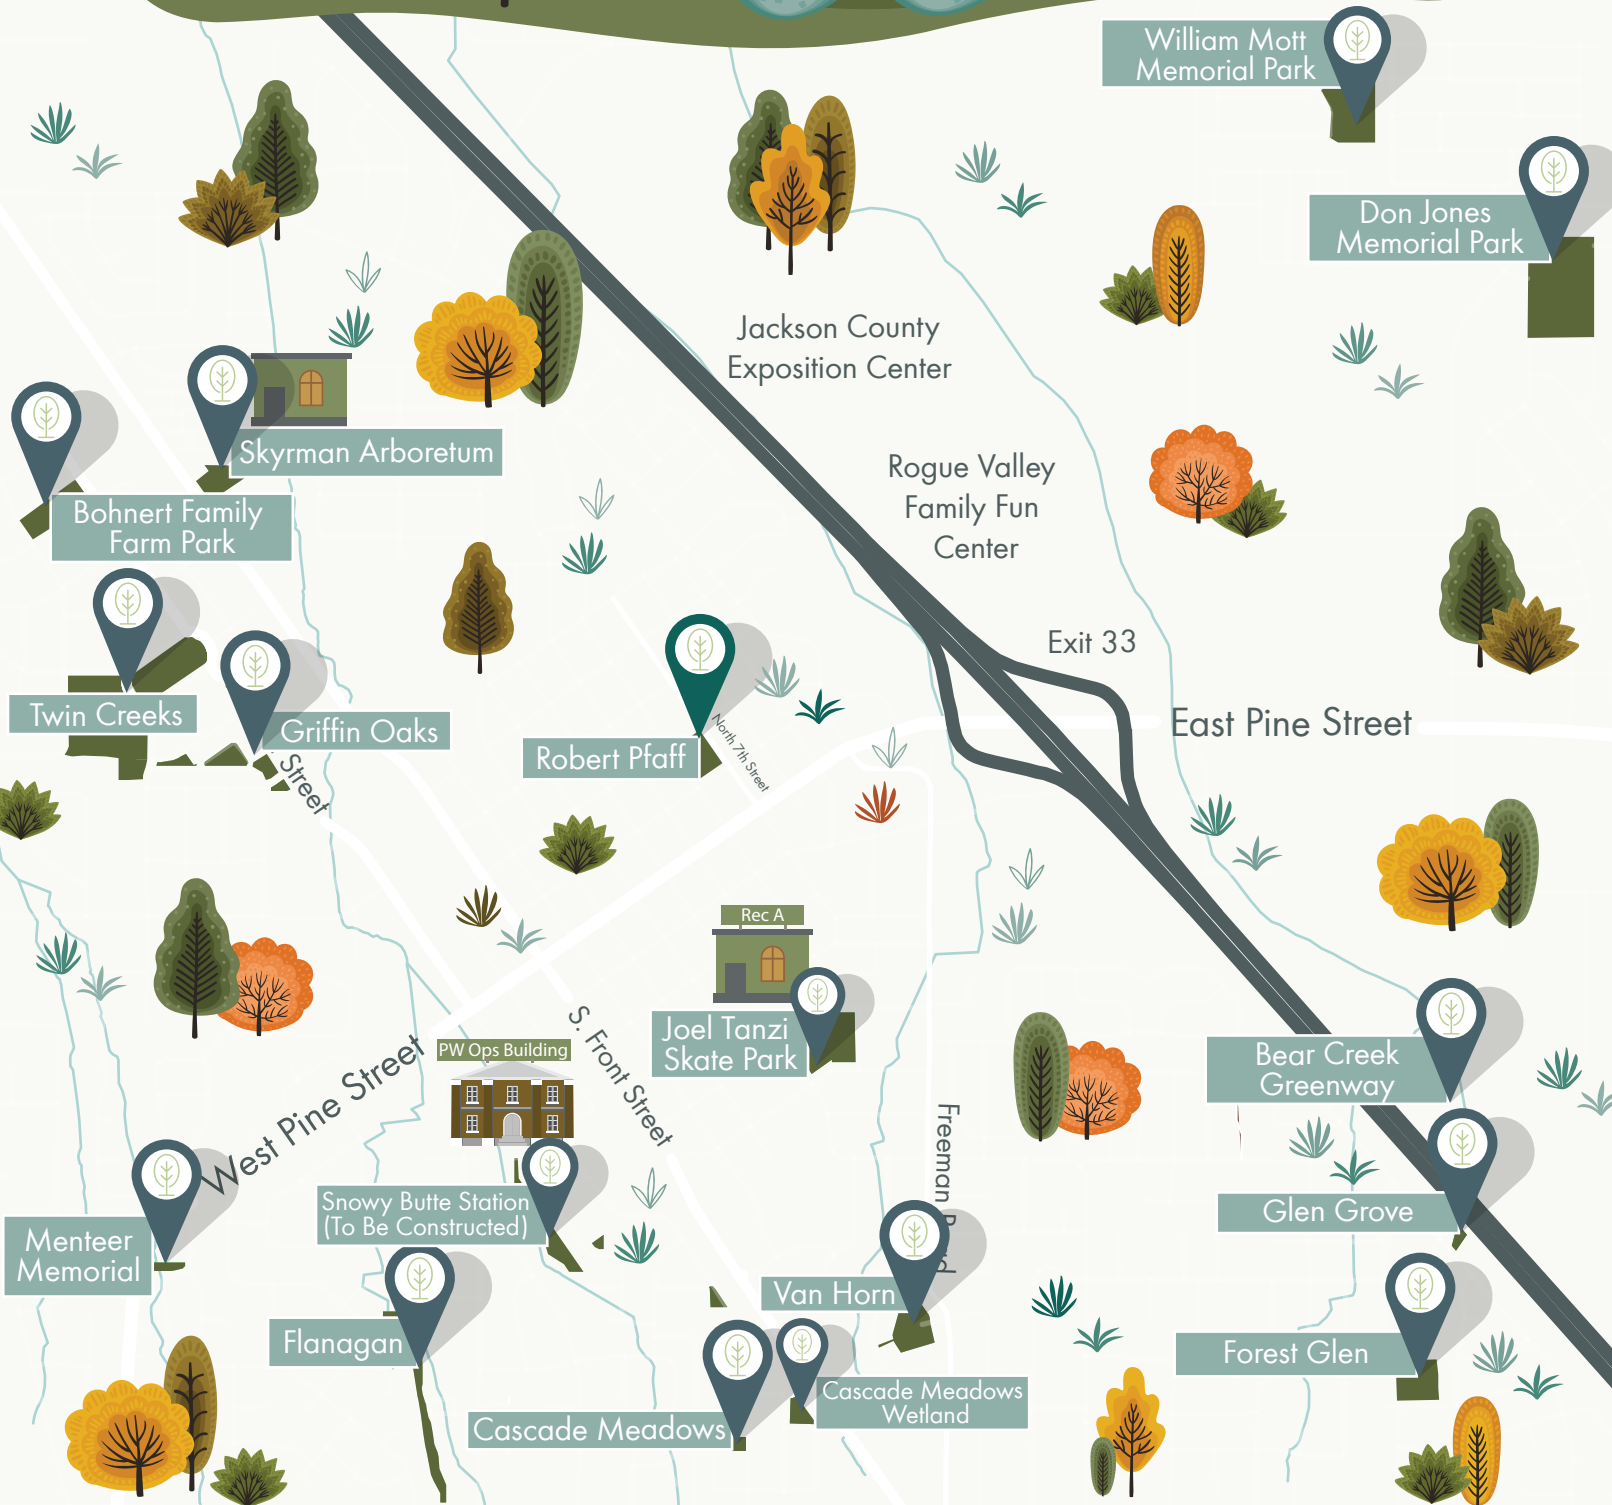 William Mott
Memorial Park
Don Jones
Memorial Park
Jackson County
Exposition Center
Skyrman Arboretum
Rogue Valley
Family Fun
Center
Bohnert Family
Farm Park
Exit 33
Twin Creeks
Griffin Oaks
East Pine Street
Robert Pfaff
North 7th Street
Street
Rec A
Joel Tanzi
Skate Park
S. Front Street
PW Ops Building
West Pine Street
Bear Creek
Greenway
Freeman
Snowy Butte Station
(To Be Constructed)
Glen Grove
Menteer
Memorial
Van Horn
Flanagan
Forest Glen
Cascade Meadows
Wetland
Cascade Meadows